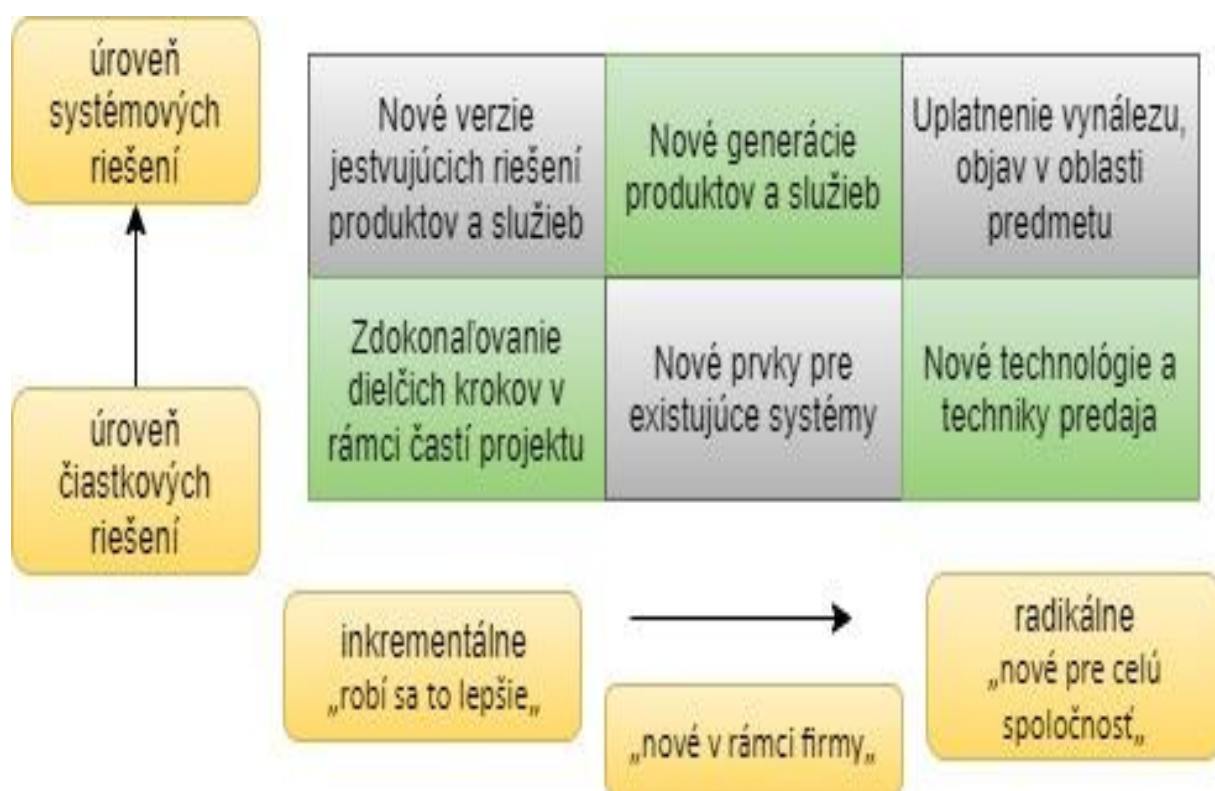 úroveň
systémových
riešení
Nové verzie
jestvujúcich riešení
produktov a služieb
Nové generácie
produktov a služieb
Uplatnenie vynálezu,
objav v oblasti
predmetu
úroveň
čiastkových
riešení
Zdokonaľovanie
dielčich krokov v
rámci častí projektu
Nové prvky pre
existujúce systémy
Nové technológie a
techniky predaja
inkrementálne
„robí sa to lepšie„
„nové v rámci firmy„
radikálne
„nové pre celú
spoločnosť„